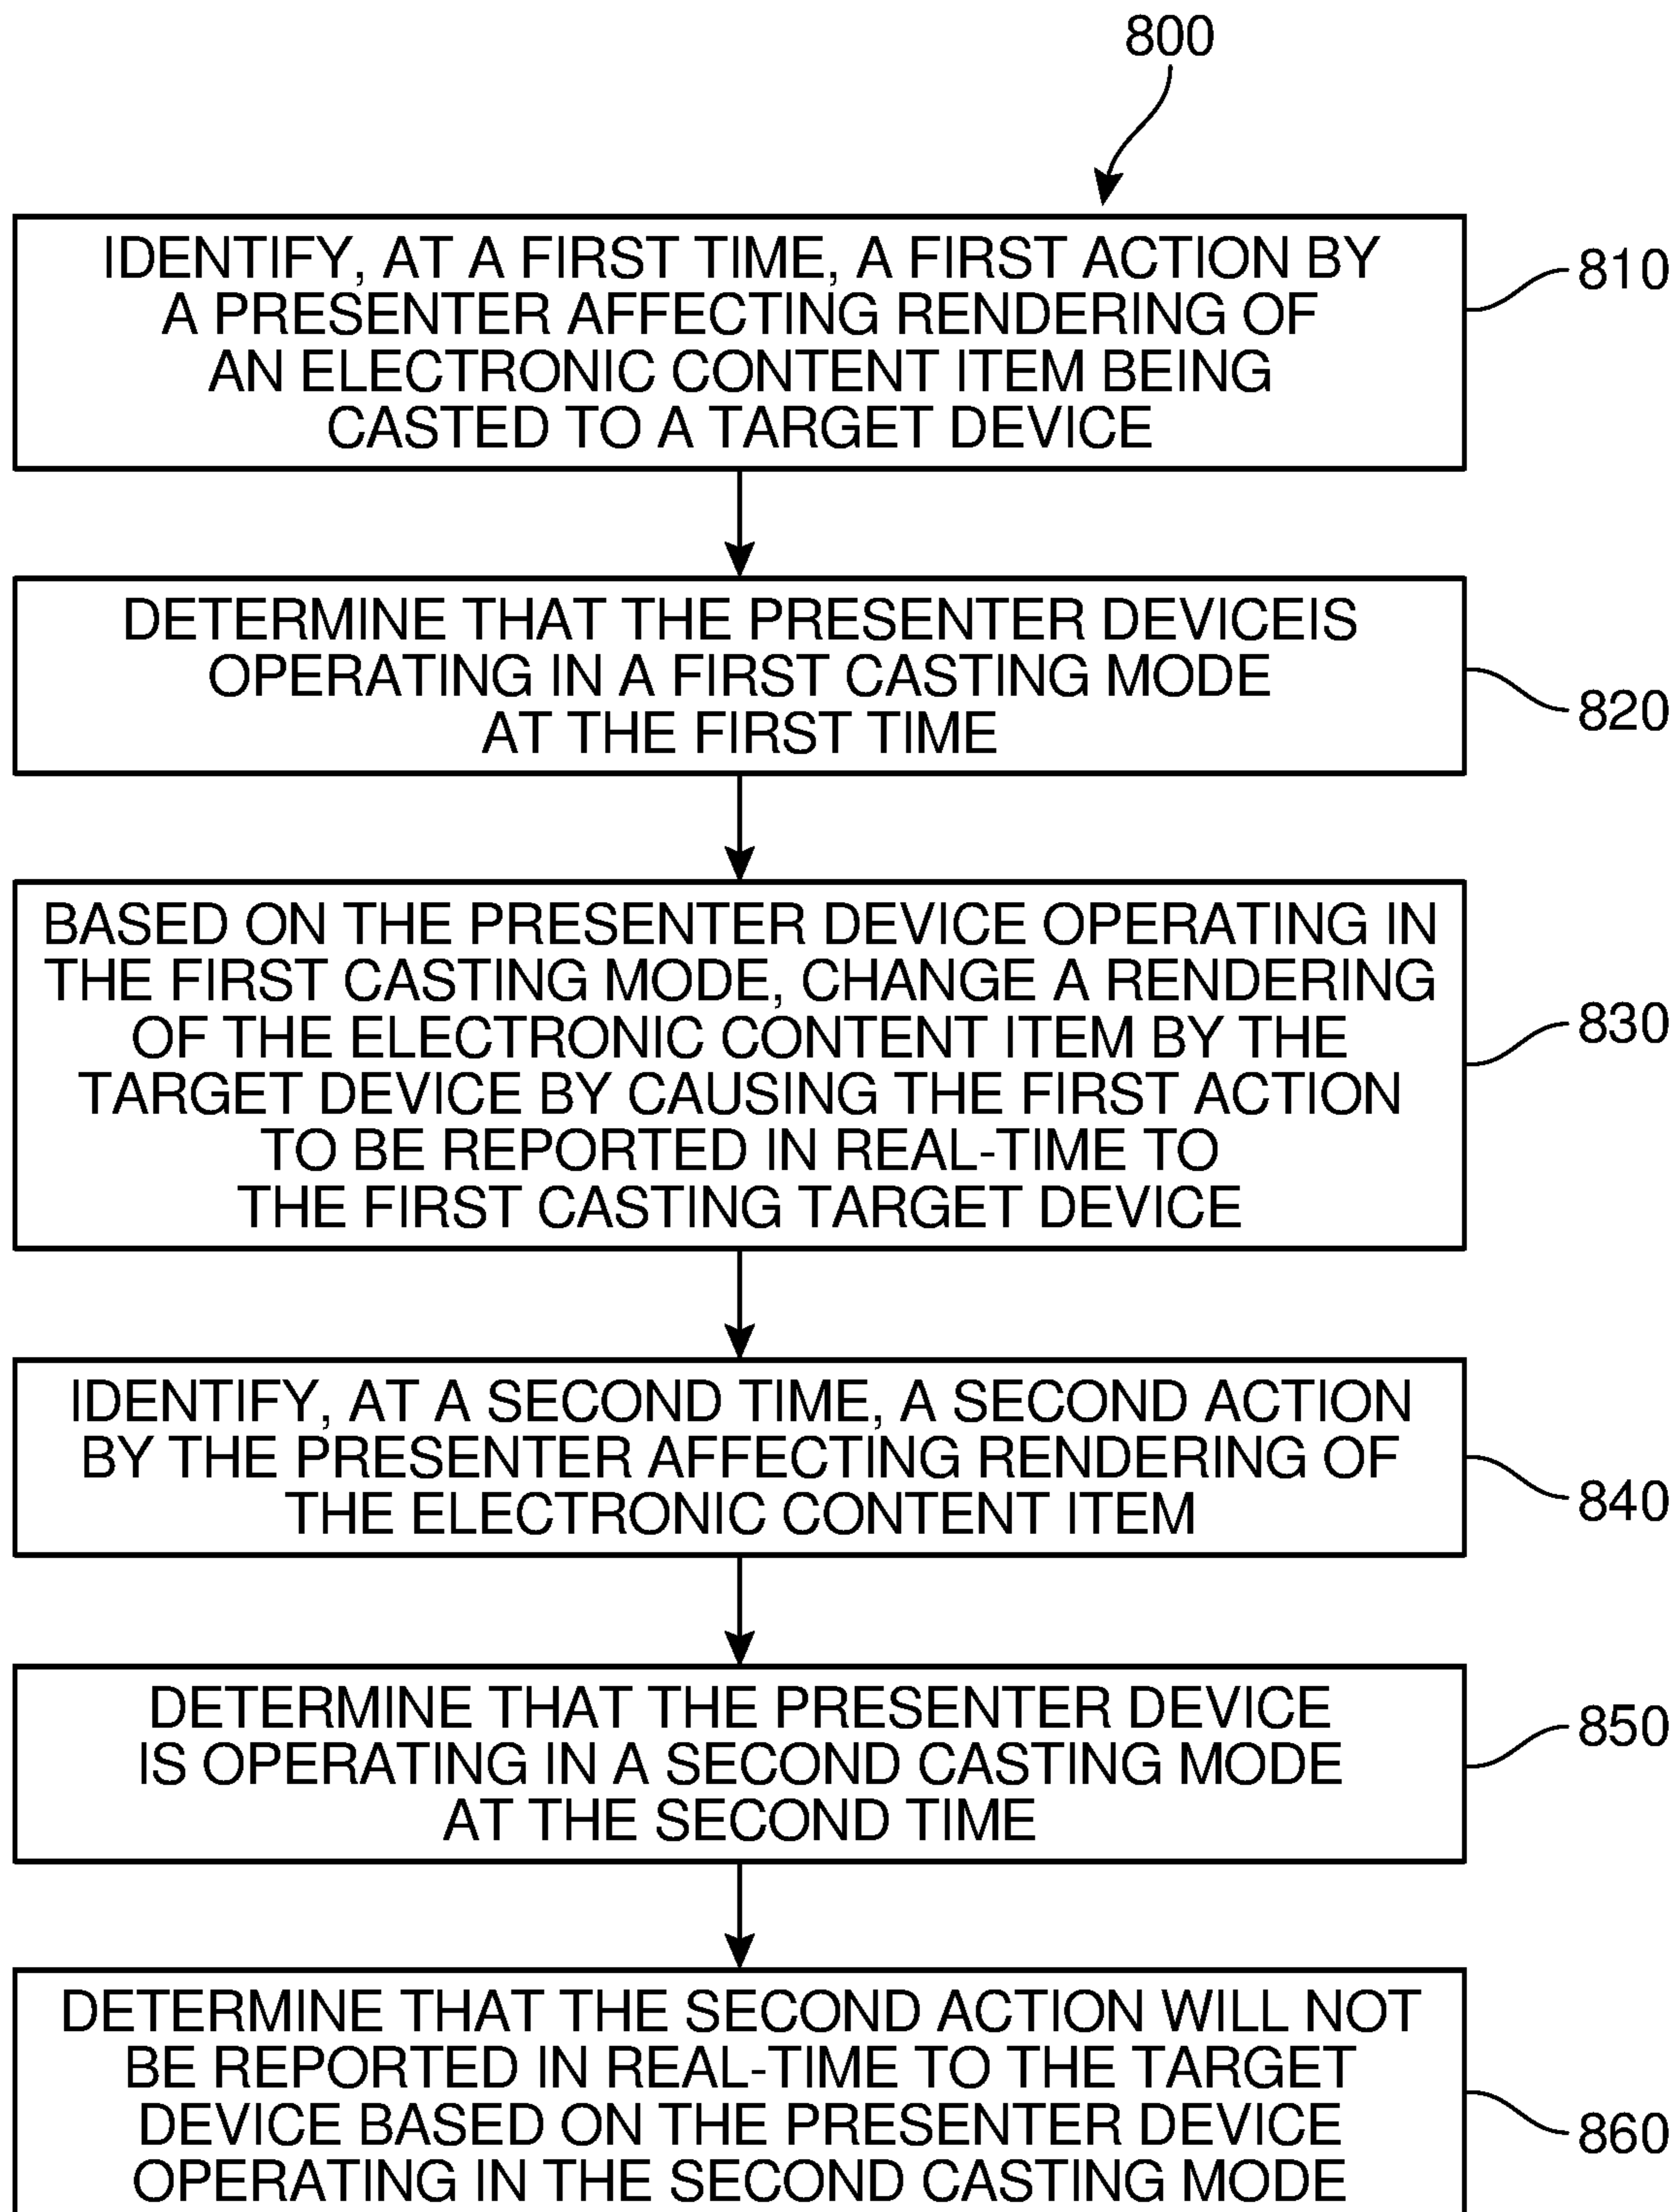 800
IDENTIFY, AT A FIRST TIME, A FIRST ACTION BY
A PRESENTER AFFECTING RENDERING OF
AN ELECTRONIC CONTENT ITEM BEING
CASTED TO A TARGET DEVICE
810
DETERMINE THAT THE PRESENTER DEVICEIS
OPERATING IN A FIRST CASTING MODE
AT THE FIRST TIME
820
BASED ON THE PRESENTER DEVICE OPERATING IN
THE FIRST CASTING MODE, CHANGE A RENDERING
OF THE ELECTRONIC CONTENT ITEM BY THE
TARGET DEVICE BY CAUSING THE FIRST ACTION
TO BE REPORTED IN REAL-TIME TO
THE FIRST CASTING TARGET DEVICE
830
IDENTIFY, AT A SECOND TIME, A SECOND ACTION
BY THE PRESENTER AFFECTING RENDERING OF
THE ELECTRONIC CONTENT ITEM
840
DETERMINE THAT THE PRESENTER DEVICE
IS OPERATING IN A SECOND CASTING MODE
AT THE SECOND TIME
850
DETERMINE THAT THE SECOND ACTION WILL NOT
BE REPORTED IN REAL-TIME TO THE TARGET
DEVICE BASED ON THE PRESENTER DEVICE
OPERATING IN THE SECOND CASTING MODE
860